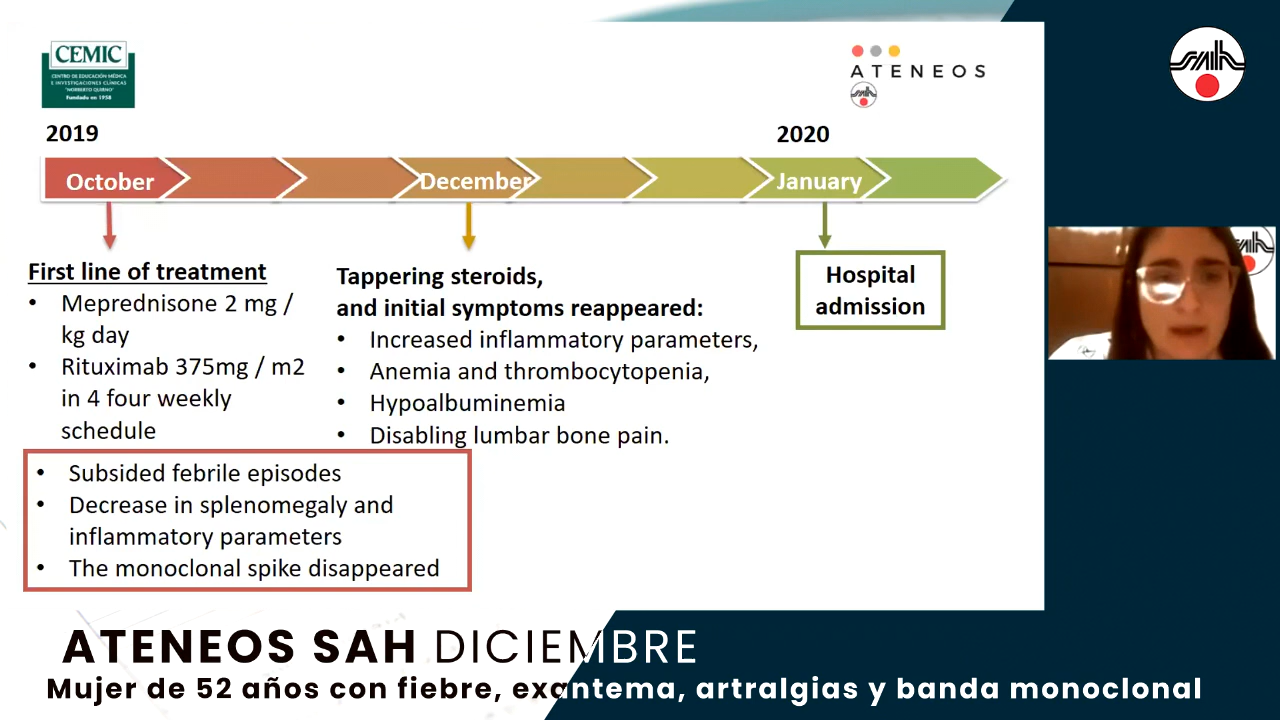 CEMIC
CENTRO DE EDUCACIÓN MÉDICA
E INVESTIGACIONES CLÍNICAS
"NORBERTO QUIRNO"
Fundado en 1958
ATENEOS
2019
2020
October
December
January
First line of treatment
• Meprednisone 2 mg /
kg day
• Rituximab 375mg / m2
in 4 four weekly
schedule
• Subsided febrile episodes
• Decrease in splenomegaly and
inflammatory parameters
• The monoclonal spike disappeared
Tappering steroids,
and initial symptoms reappeared:
• Increased inflammatory parameters,
• Anemia and thrombocytopenia,
• Hypoalbuminemia
• Disabling lumbar bone pain.
Hospital
admission
ATENEOS SAH DICIEMBRE
Mujer de 52 años con fiebre, exantema, artralgias y banda monoclonal